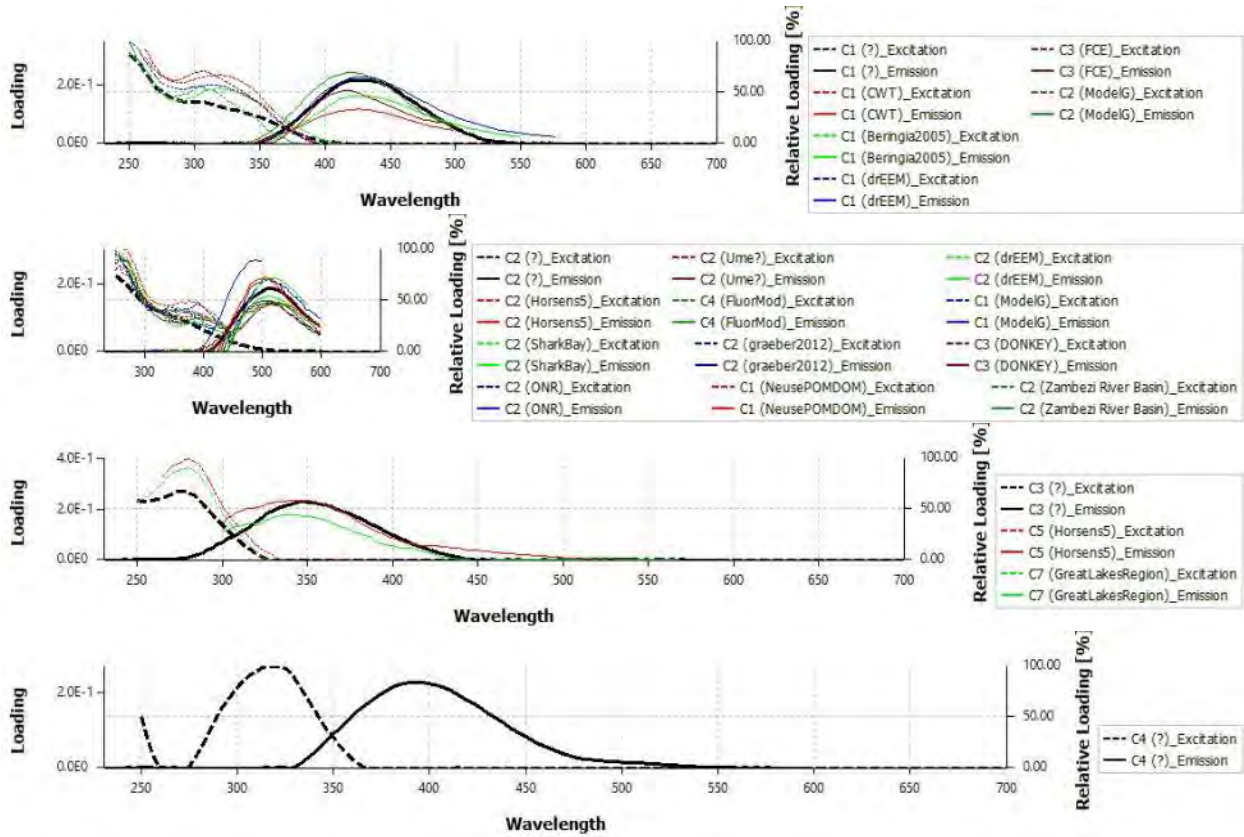 Loading
2.0E-1
0.0E0
250 300 350 400 450 500 550 600 650 700
Wavelength
100.00
50.00
0.00
Relative Loading [%]
C1 (?)_Excitation
C1 (?)_Emission
C1 (CWT)_Excitation
C1 (CWT)_Emission
C1 (Beringia2005)_Excitation
C1 (Beringia2005)_Emission
C1 (drEEM)_Excitation
C1 (drEEM)_Emission
C3 (FCE)_Excitation
C3 (FCE)_Emission
C2 (ModelG)_Excitation
C2 (ModelG)_Emission
Loading
2.0E-1
0.0E0
300 400 500 600 700
Wavelength
100.00
50.00
0.00
Relative Loading [%]
C2 (?)_Excitation
C2 (?)_Emission
C2 (Horsens5)_Excitation
C2 (Horsens5)_Emission
C2 (SharkBay)_Excitation
C2 (SharkBay)_Emission
C2 (ONR)_Excitation
C2 (ONR)_Emission
C2 (Ume?)_Excitation
C2 (Ume?)_Emission
C4 (FluorMod)_Excitation
C4 (FluorMod)_Emission
C2 (graeber2012)_Excitation
C2 (graeber2012)_Emission
C1 (NeusePOMDOM)_Excitation
C1 (NeusePOMDOM)_Emission
C2 (drEEM)_Excitation
C2 (drEEM)_Emission
C1 (ModelG)_Excitation
C1 (ModelG)_Emission
C3 (DONKEY)_Excitation
C3 (DONKEY)_Emission
C2 (Zambezi River Basin)_Excitation
C2 (Zambezi River Basin)_Emission
Loading
4.0E-1
2.0E-1
0.0E0
250 300 350 400 450 500 550 600 650 700
Wavelength
100.00
50.00
0.00
Relative Loading [%]
C3 (?)_Excitation
C3 (?)_Emission
C5 (Horsens5)_Excitation
C5 (Horsens5)_Emission
C7 (GreatLakesRegion)_Excitation
C7 (GreatLakesRegion)_Emission
Loading
2.0E-1
0.0E0
250 300 350 400 450 500 550 600 650 700
Wavelength
100.00
50.00
0.00
Relative Loading [%]
C4 (?)_Excitation
C4 (?)_Emission